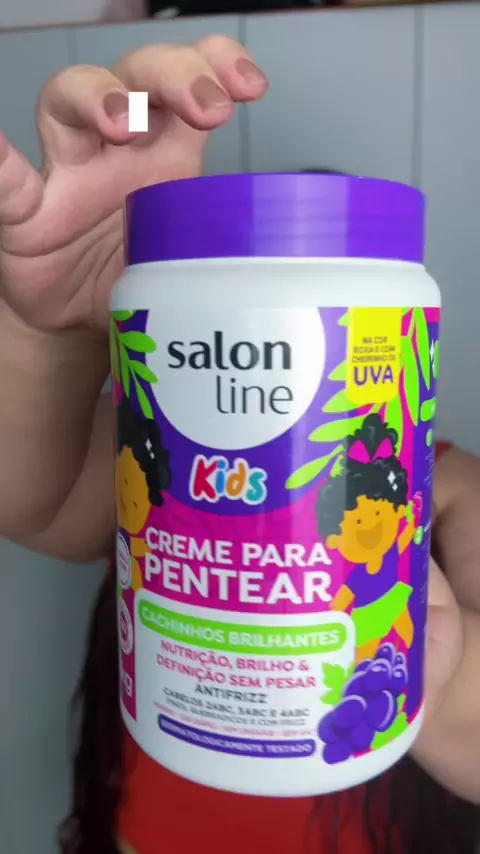 NA COR
ROXA E COM
CHEIRINHO DE
UVA
salon
line
Kids
CREME PARA
PENTEAR
CACHINHOS BRILHANTES
NUTRIÇÃO, BRILHO &
DEFINIÇÃO SEM PESAR
ANTIFRIZZ
CABELOS 2ABC, 3ABC E 4ABC
DERMATOLOGICAMENTE TESTADO